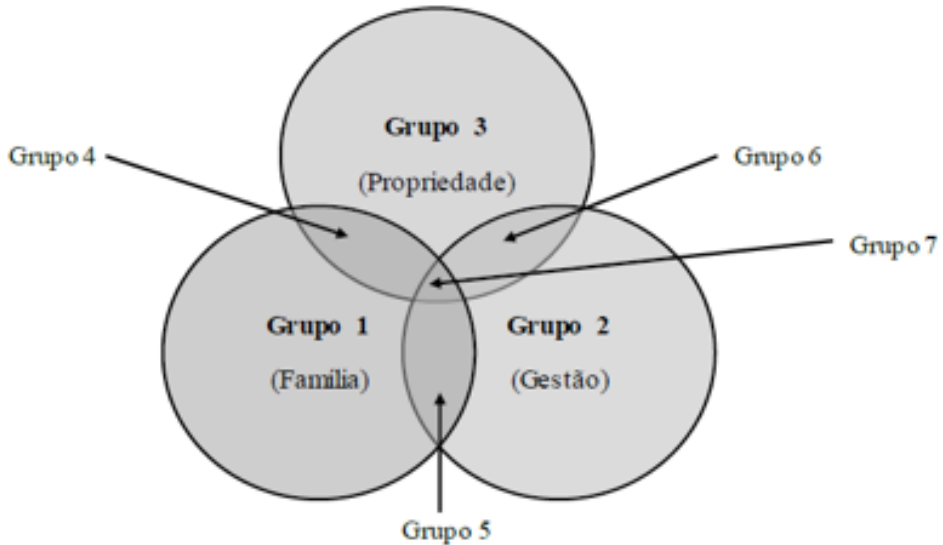 Grupo 3
(Propriedade)
Grupo 4
Grupo 6
Grupo 7
Grupo 1
(Família)
Grupo 2
(Gestão)
Grupo 5